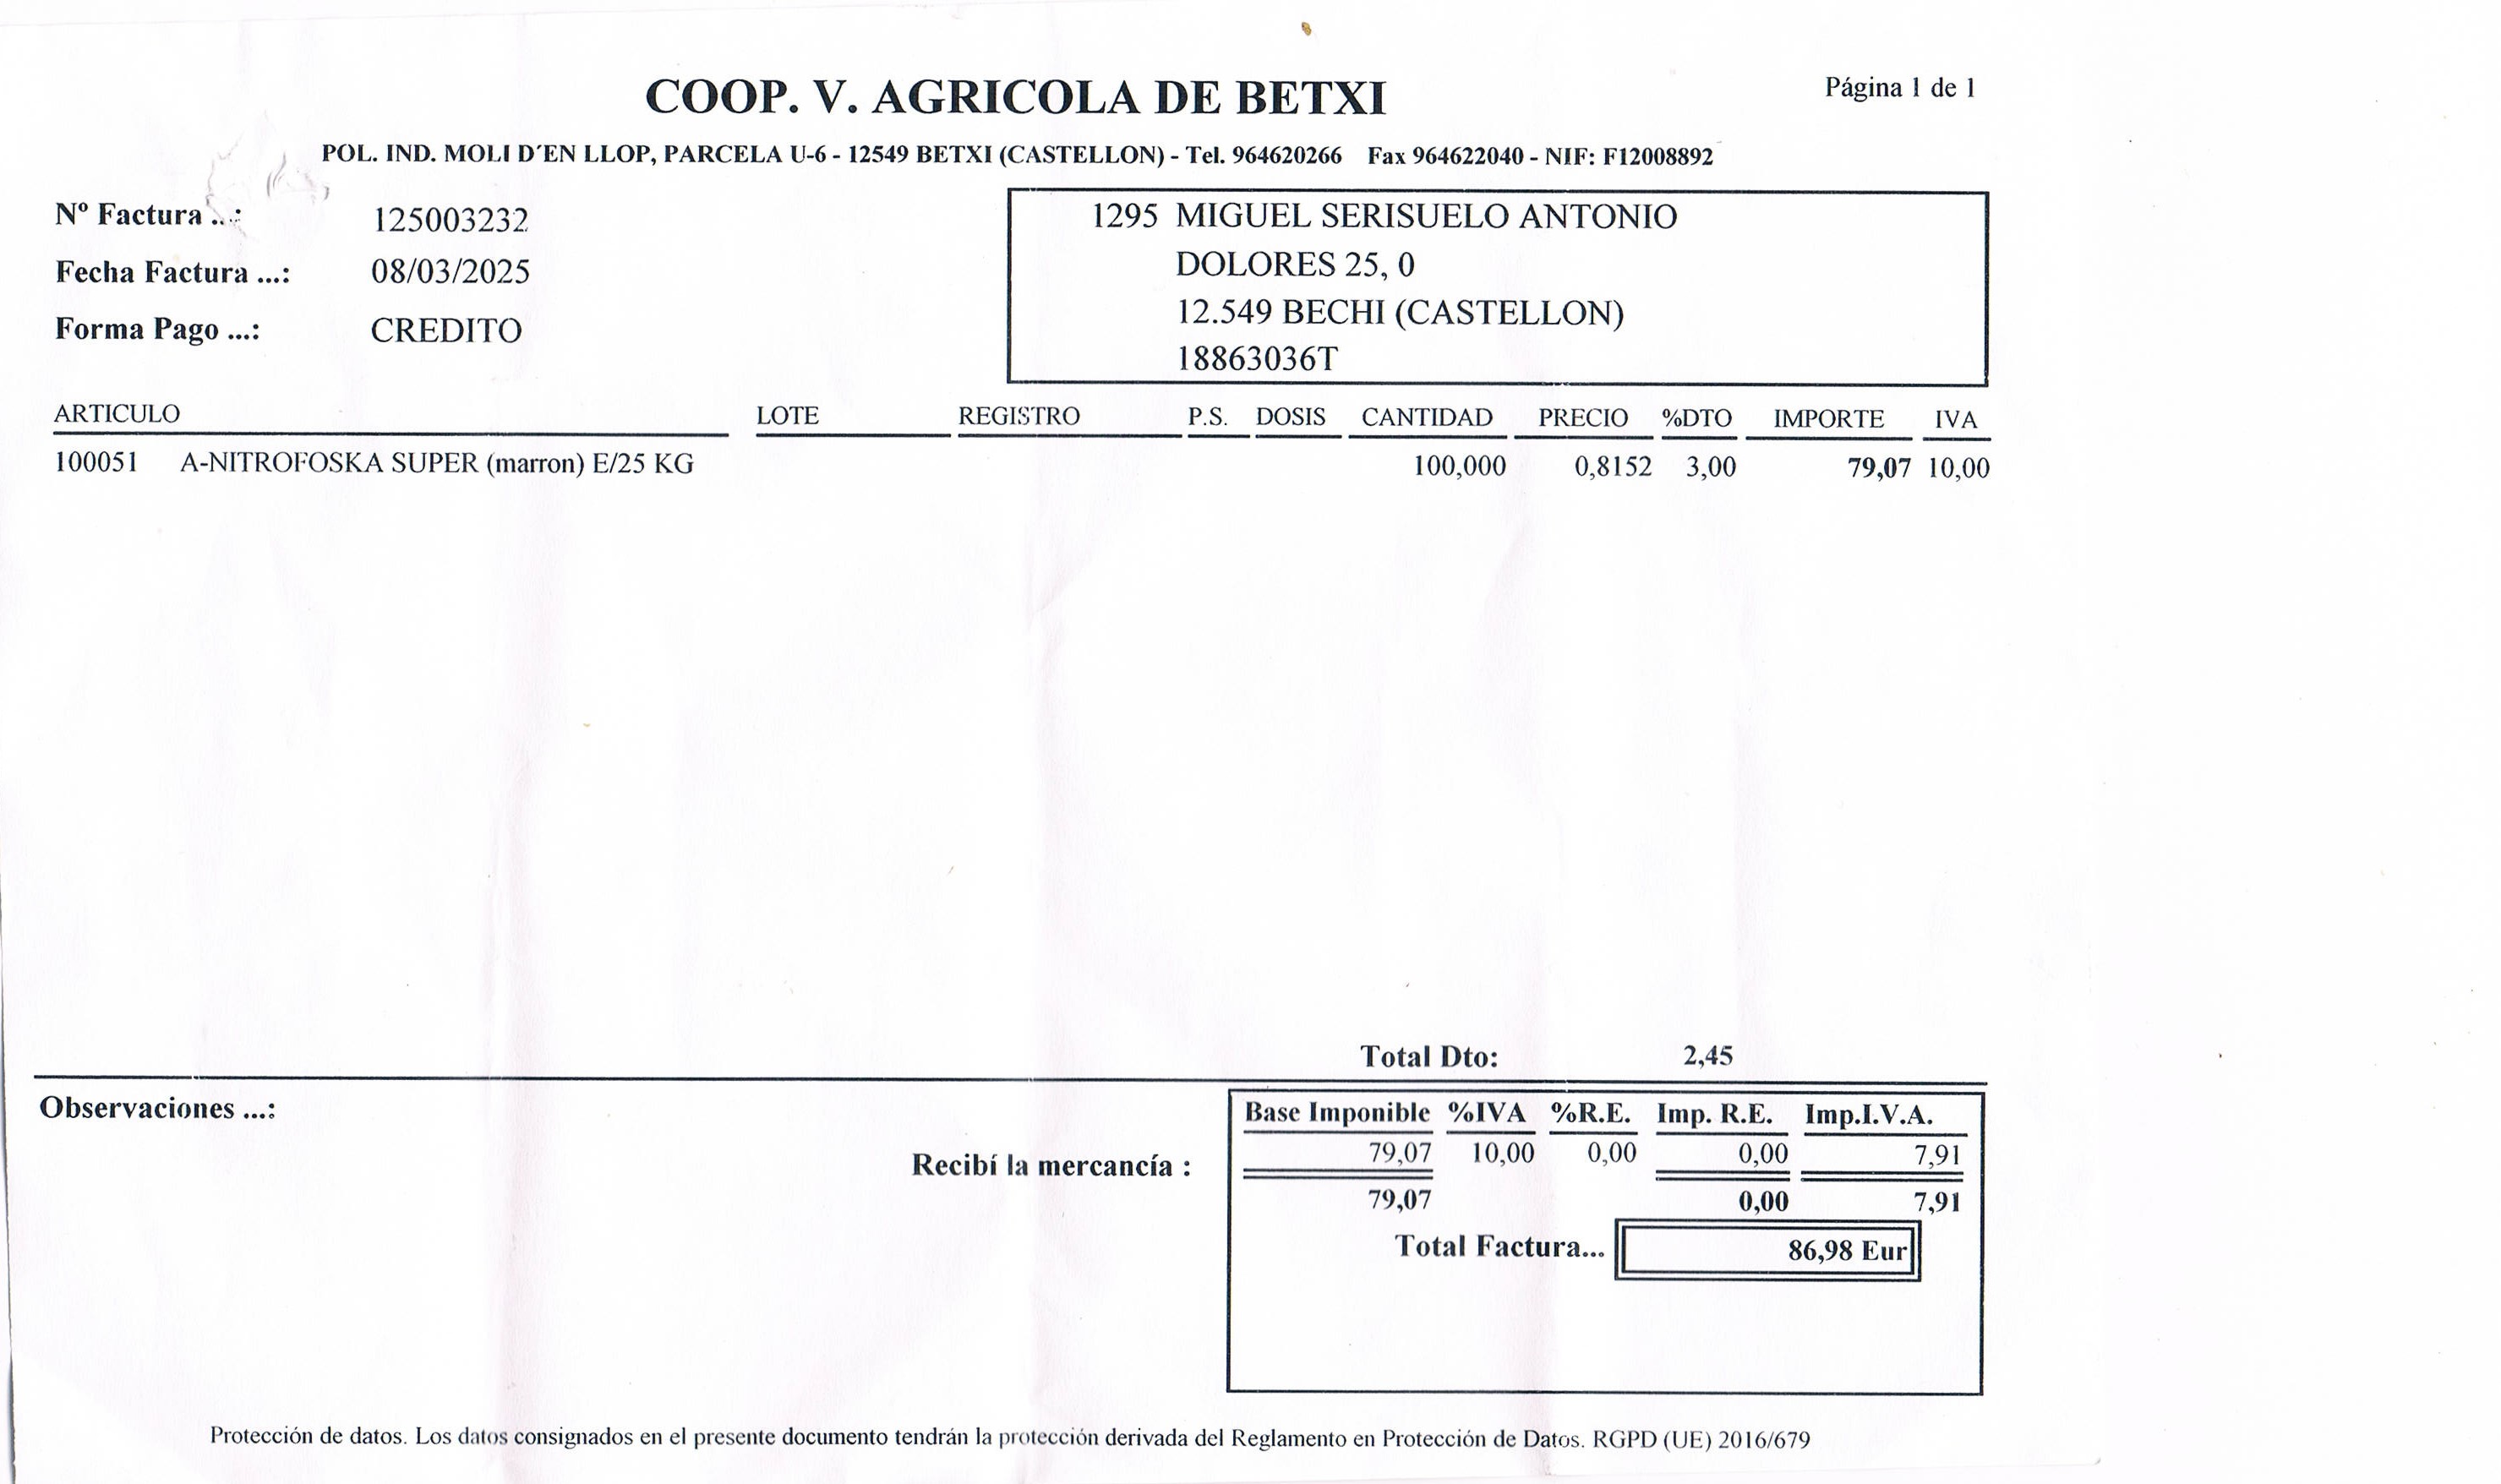 COOP. V. AGRICOLA DE BETXI
Página 1 de 1
POL. IND. MOLI D´EN LLOP, PARCELA U-6 - 12549 BETXI (CASTELLON) - Tel. 964620266 Fax 964622040 - NIF: F12008892
Nº Factura ...: 125003232
Fecha Factura ...: 08/03/2025
Forma Pago ...: CREDITO
1295 MIGUEL SERISUELO ANTONIO
DOLORES 25, 0
12.549 BECHI (CASTELLON)
18863036T
ARTICULO LOTE REGISTRO P.S. DOSIS CANTIDAD PRECIO %DTO IMPORTE IVA
100051 A-NITROFOSKA SUPER (marron) E/25 KG 100,000 0,8152 3,00 79,07 10,00
Total Dto: 2,45
Observaciones ...:
Recibí la mercancía :
Base Imponible %IVA %R.E. Imp. R.E. Imp.I.V.A.
79,07 10,00 0,00 0,00 7,91
79,07 0,00 7,91
Total Factura... 86,98 Eur
Protección de datos. Los datos consignados en el presente documento tendrán la protección derivada del Reglamento en Protección de Datos. RGPD (UE) 2016/679